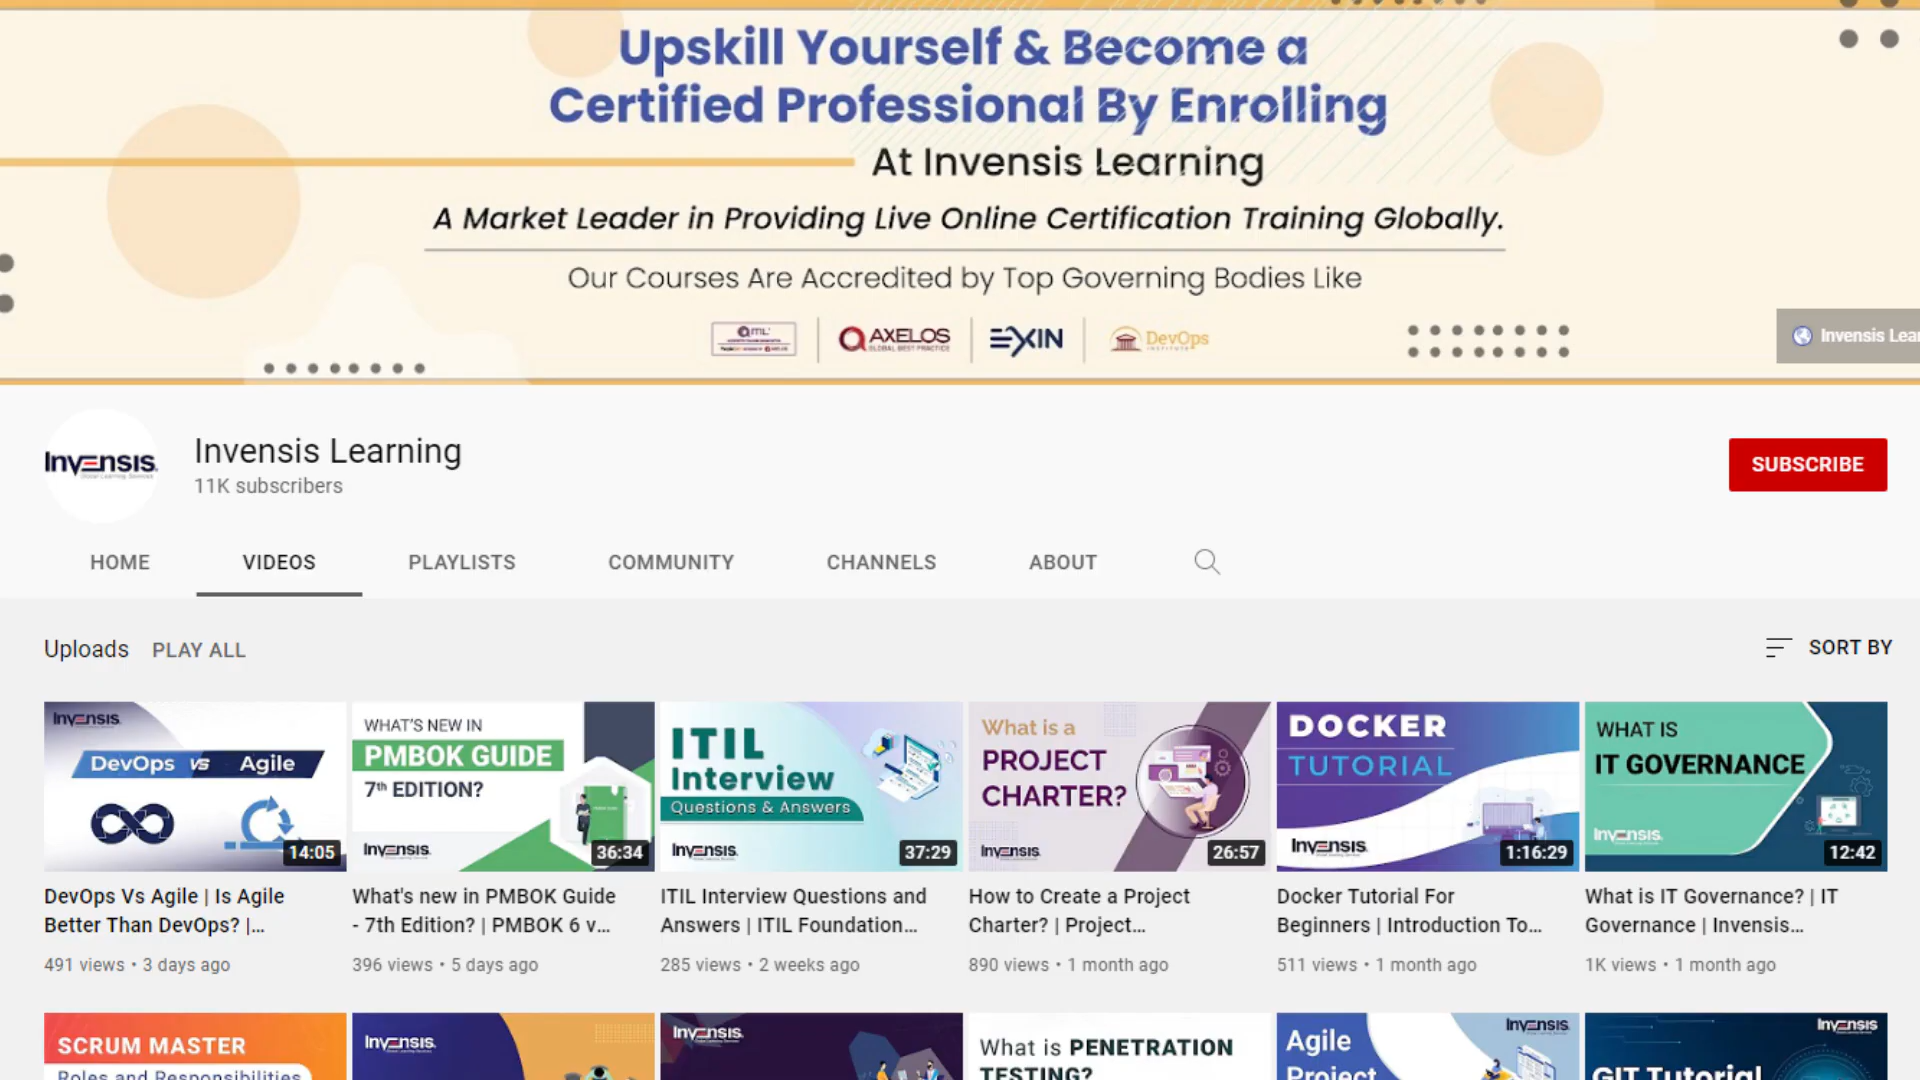 Upskill Yourself & Become a
Certified Professional By Enrolling
At Invensis Learning
A Market Leader in Providing Live Online Certification Training Globally.
Our Courses Are Accredited by Top Governing Bodies Like
ITIL
AXELOS
GLOBAL BEST PRACTICE
EXIN
DevOps
INSTITUTE
Invensis Lear
Invensis
Global Learning Services
Invensis Learning
11K subscribers
SUBSCRIBE
HOME
VIDEOS
PLAYLISTS
COMMUNITY
CHANNELS
ABOUT
Uploads
PLAY ALL
SORT BY
Invensis
DevOps vs Agile
14:05
DevOps Vs Agile | Is Agile
Better Than DevOps? |...
491 views • 3 days ago
WHAT'S NEW IN
PMBOK GUIDE
7th EDITION?
Invensis
36:34
What's new in PMBOK Guide
- 7th Edition? | PMBOK 6 v...
396 views • 5 days ago
ITIL
Interview
Questions & Answers
Invensis
37:29
ITIL Interview Questions and
Answers | ITIL Foundation...
285 views • 2 weeks ago
What is a
PROJECT
CHARTER?
Invensis
26:57
How to Create a Project
Charter? | Project...
890 views • 1 month ago
DOCKER
TUTORIAL
Invensis
1:16:29
Docker Tutorial For
Beginners | Introduction To...
511 views • 1 month ago
WHAT IS
IT GOVERNANCE
Invensis
12:42
What is IT Governance? | IT
Governance | Invensis...
1K views • 1 month ago
SCRUM MASTER
Roles and Responsibilities
Invensis
Invensis
What is PENETRATION
TESTING?
Invensis
Agile
Project
Invensis
GIT Tutorial